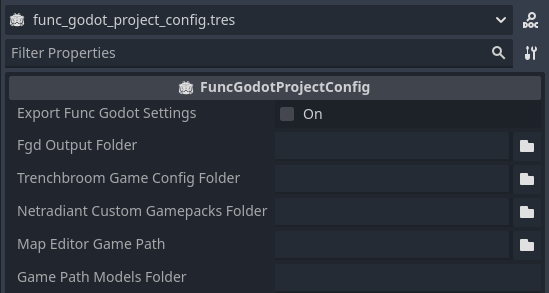 func_godot_project_config.tres
DOC
Filter Properties
FuncGodotProjectConfig
Export Func Godot Settings On
Fgd Output Folder
Trenchbroom Game Config Folder
Netradiant Custom Gamepacks Folder
Map Editor Game Path
Game Path Models Folder